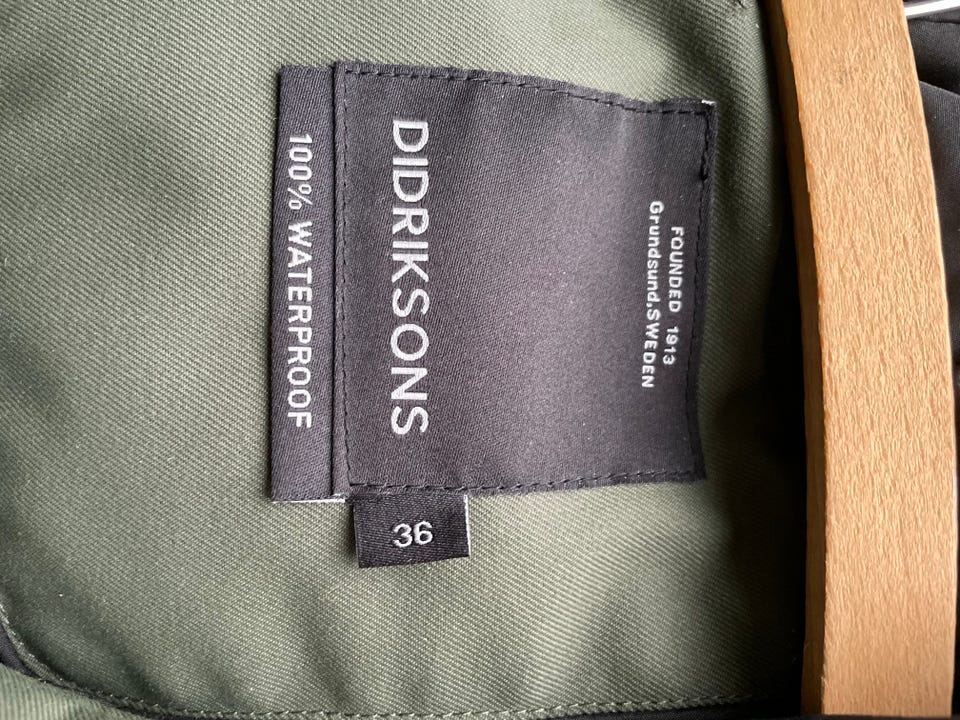 FOUNDED 1913
Grundsund.SWEDEN
DIDRIKSONS
100% WATERPROOF
36